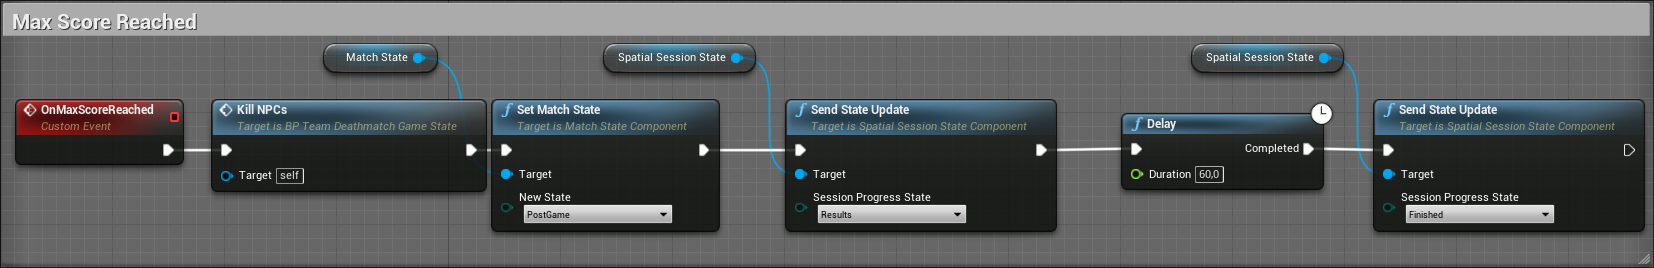 Max Score Reached
Match State
Spatial Session State
Spatial Session State
OnMaxScoreReached
Custom Event
Kill NPCs
Target is BP Team Deathmatch Game State
Target self
Set Match State
Target is Match State Component
Target
New State
PostGame
Send State Update
Target is Spatial Session State Component
Target
Session Progress State
Results
Delay
Completed
Duration 60,0
Send State Update
Target is Spatial Session State Component
Target
Session Progress State
Finished